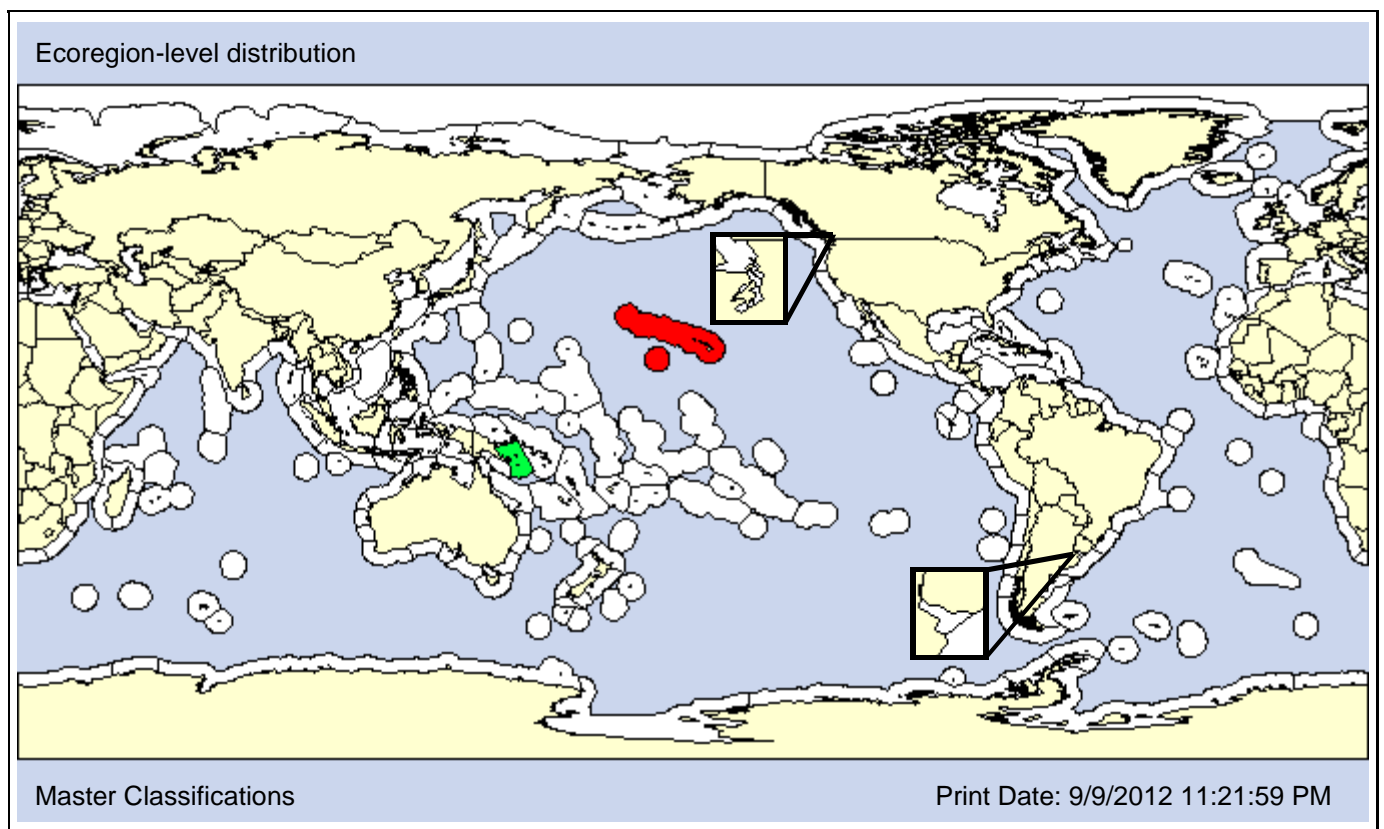 Ecoregion-level distribution
Master Classifications
Print Date: 9/9/2012 11:21:59 PM